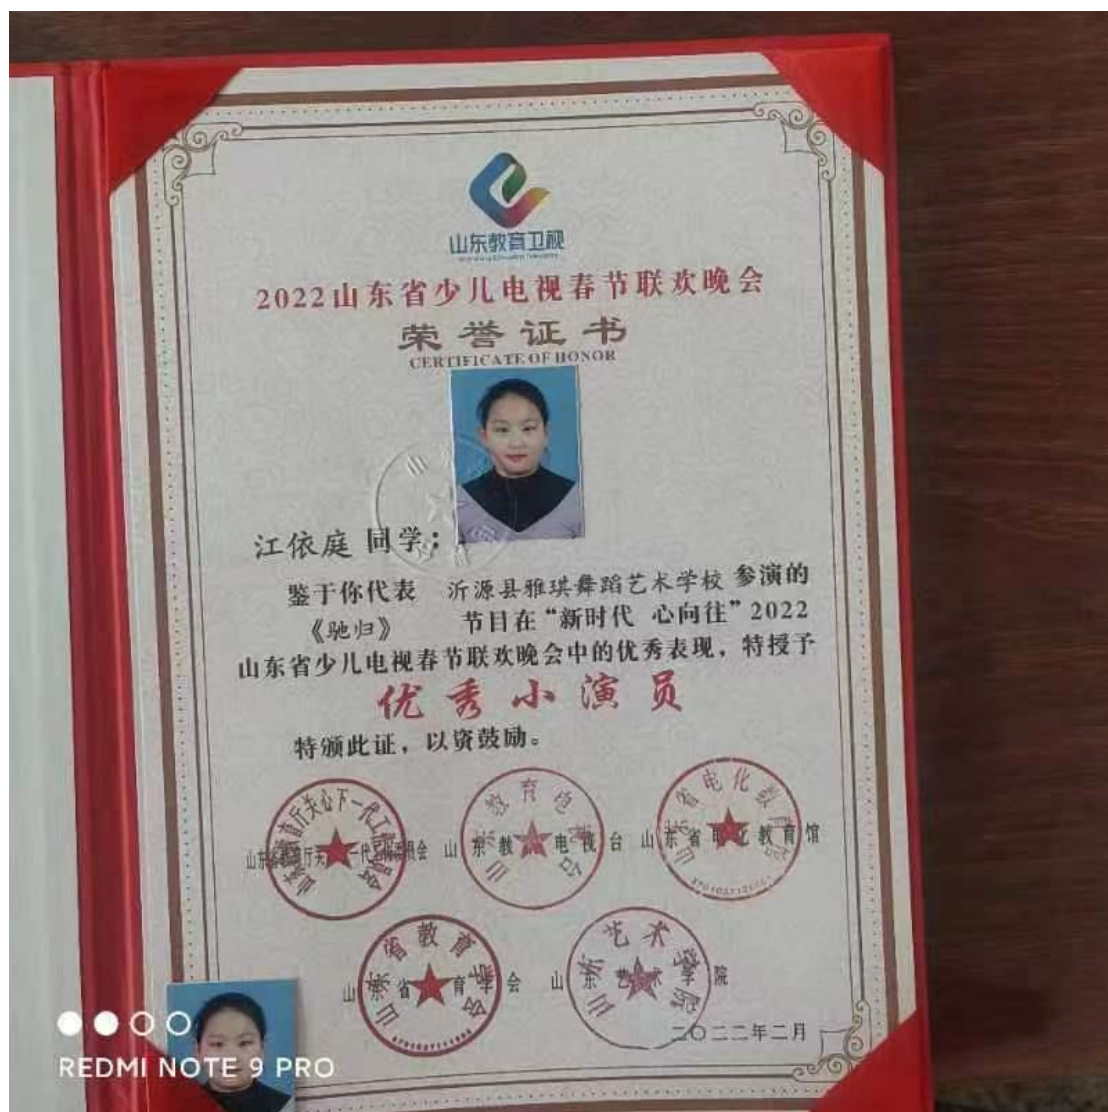 山东教育卫视
2022山东省少儿电视春节联欢晚会
荣誉证书
CERTIFICATE OF HONOR
江依庭 同学：
鉴于你代表 沂源县雅琪舞蹈艺术学校 参演的
《驰归》 节目在“新时代 心向往”2022
山东省少儿电视春节联欢晚会中的优秀表现，特授予
优秀小演员
特颁此证，以资鼓励。
山东教育电视台 山东省电化教育馆
山东省教育学会 山东艺术学院
二〇二二年二月
REDMI NOTE 9 PRO